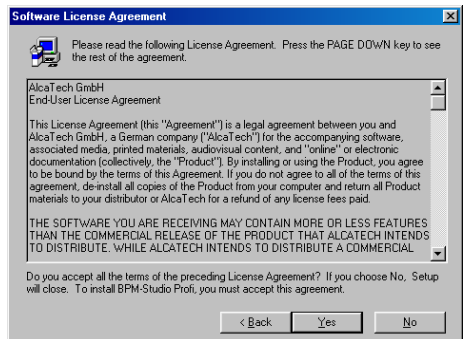 Software License Agreement
Please read the following License Agreement. Press the PAGE DOWN key to see
the rest of the agreement.
AlcaTech GmbH
End-User License Agreement
This License Agreement (this "Agreement") is a legal agreement between you and
AlcaTech GmbH, a German company ("AlcaTech") for the accompanying software,
associated media, printed materials, audiovisual content, and "online" or electronic
documentation (collectively, the "Product"). By installing or using the Product, you agree
to be bound by the terms of this Agreement. If you do not agree to all of the terms of this
agreement, de-install all copies of the Product from your computer and return all Product
materials to your distributor or AlcaTech for a refund of any license fees paid.
THE SOFTWARE YOU ARE RECEIVING MAY CONTAIN MORE OR LESS FEATURES
THAN THE COMMERCIAL RELEASE OF THE PRODUCT THAT ALCATECH INTENDS
TO DISTRIBUTE. WHILE ALCATECH INTENDS TO DISTRIBUTE A COMMERCIAL
Do you accept all the terms of the preceding License Agreement? If you choose No, Setup
will close. To install BPM-Studio Profi, you must accept this agreement.
< Back Yes No